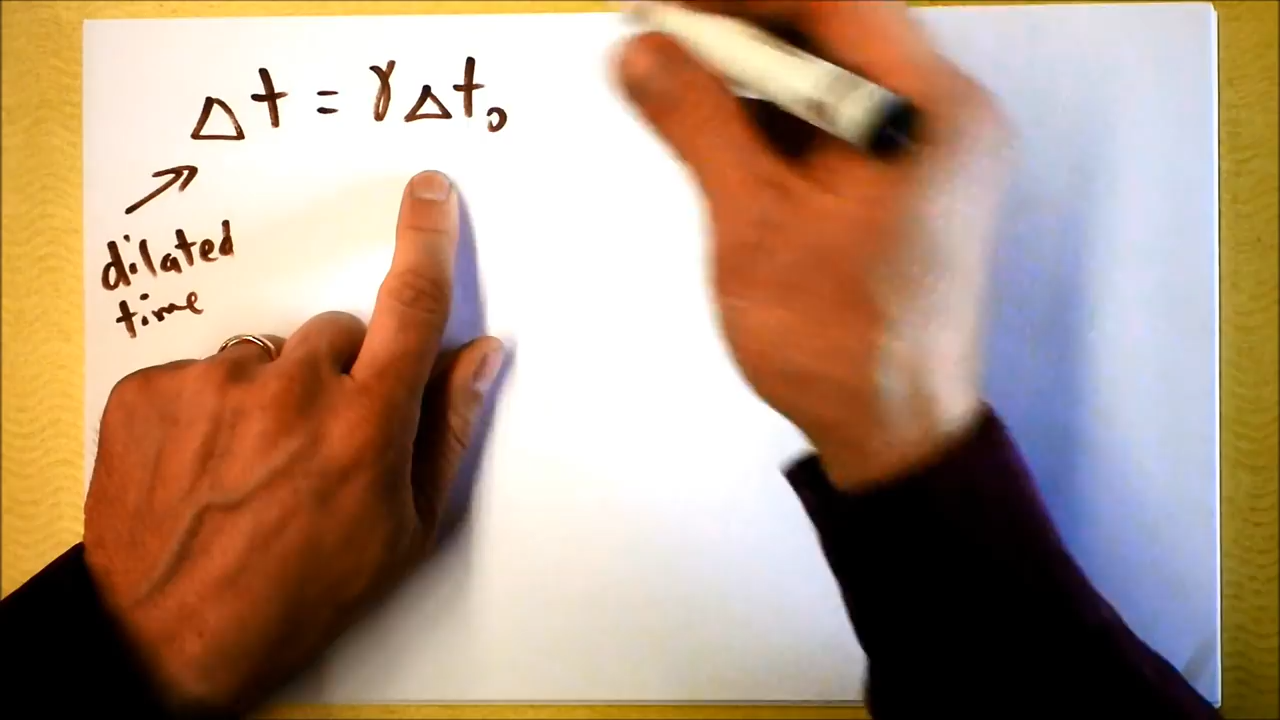 Δt = γΔt₀
dilated
time